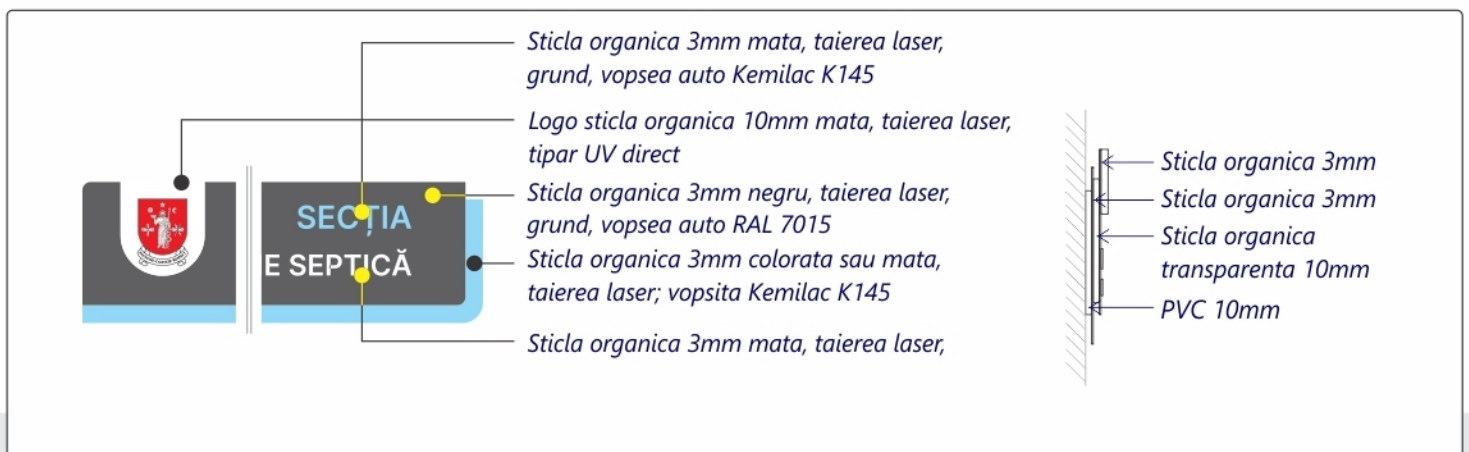 Sticla organica 3mm mata, taierea laser,
grund, vopsea auto Kemilac K145
Logo sticla organica 10mm mata, taierea laser,
tipar UV direct
Sticla organica 3mm negru, taierea laser,
grund, vopsea auto RAL 7015
Sticla organica 3mm colorata sau mata,
taierea laser; vopsita Kemilac K145
Sticla organica 3mm mata, taierea laser,
SECȚIA
E SEPTICĂ
Sticla organica 3mm
Sticla organica 3mm
Sticla organica
transparenta 10mm
PVC 10mm